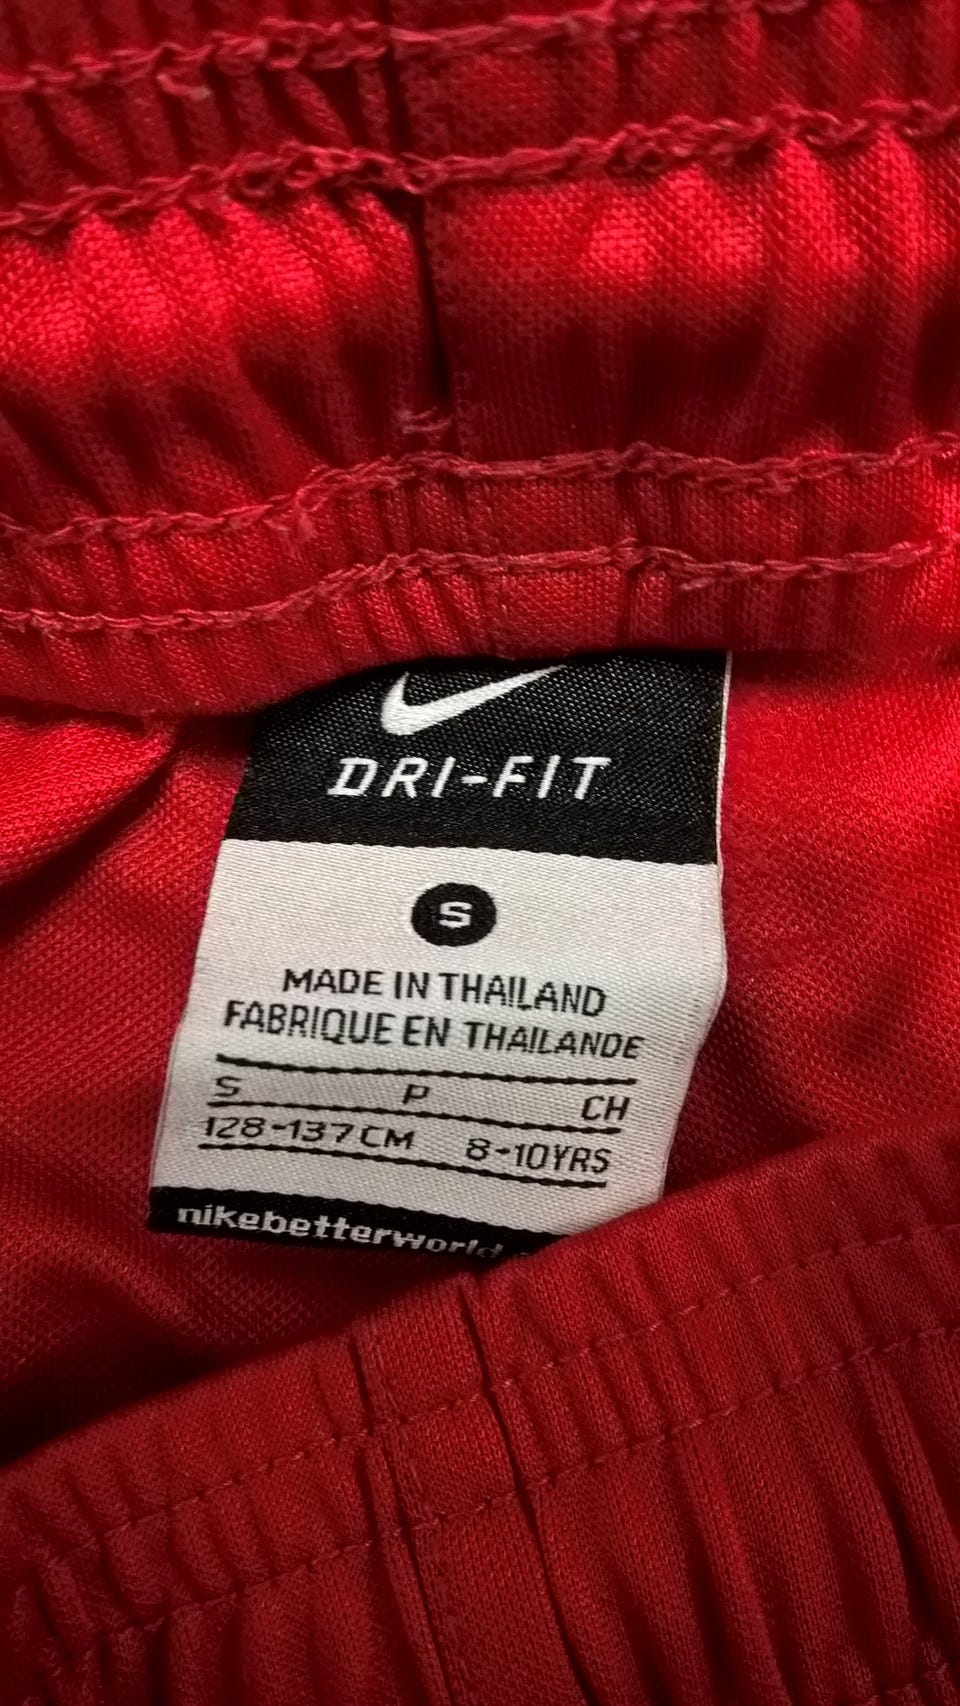 DRI-FIT
S
MADE IN THAILAND
FABRIQUE EN THAILANDE
S P CH
128-137CM 8-10YRS
nikebetterworld